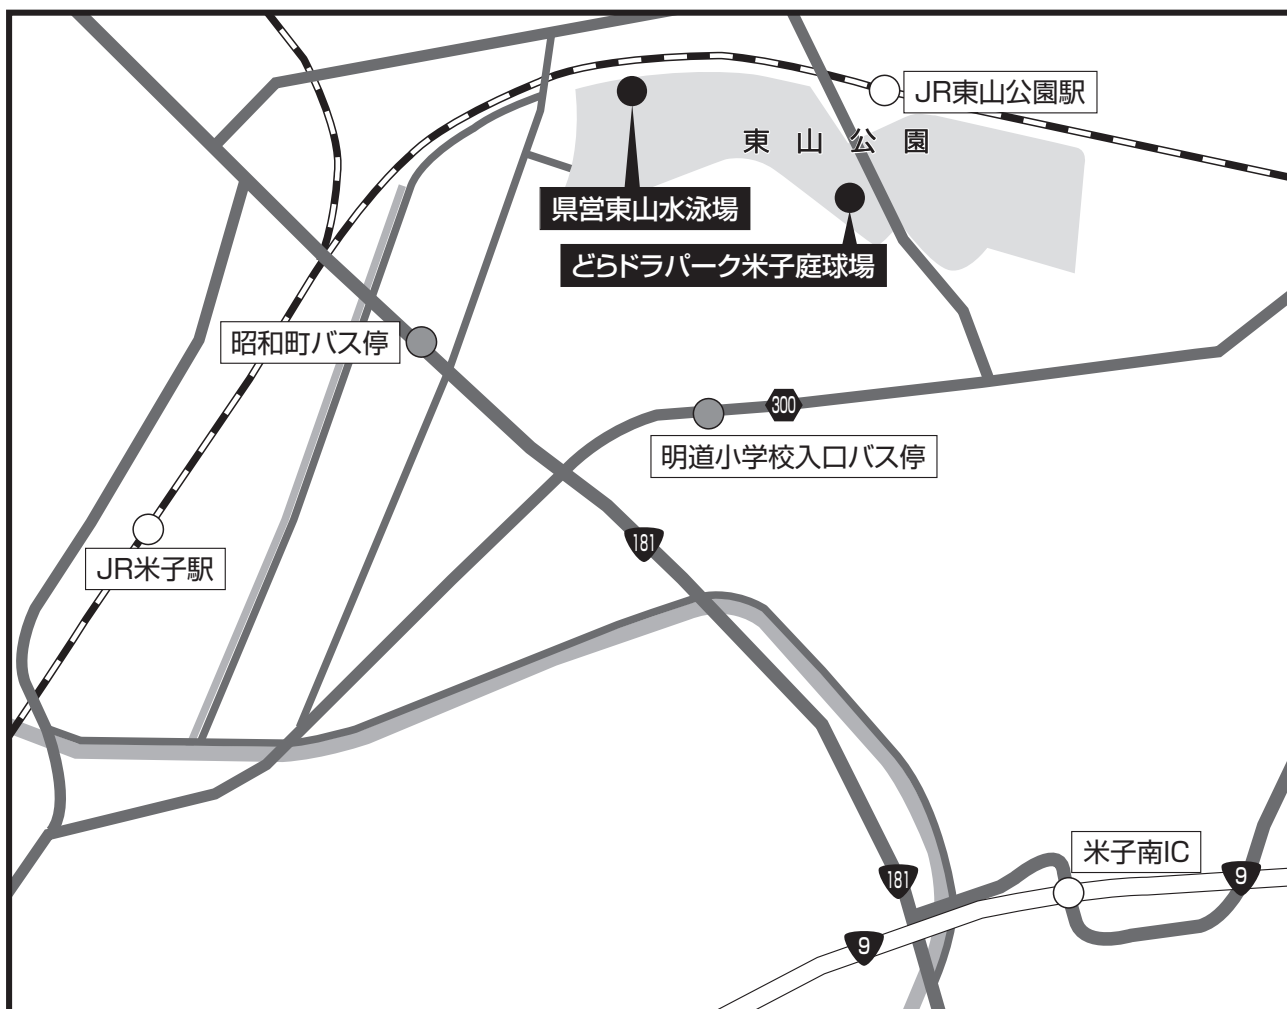 JR東山公園駅
東山公園
県営東山水泳場
どらドラパーク米子庭球場
昭和町バス停
300
明道小学校入口バス停
181
JR米子駅
米子南IC
181
9
9